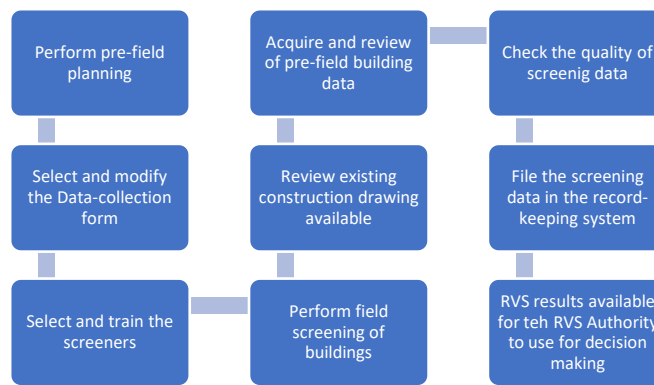 Perform pre-field
planning
Select and modify
the Data-collection
form
Select and train the
screeners
Perform field
screening of
buildings
Review existing
construction drawing
available
Acquire and review
of pre-field building
data
Check the quality of
screenig data
File the screening
data in the record-
keeping system
RVS results available
for teh RVS Authority
to use for decision
making